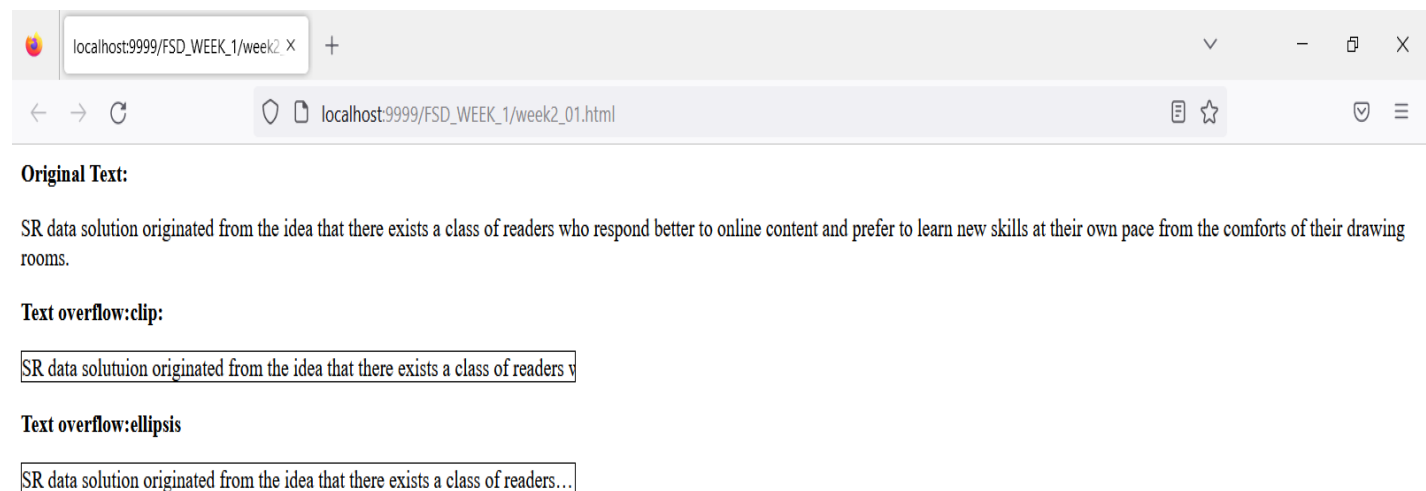 localhost:9999/FSD_WEEK_1/week2_
localhost:9999/FSD_WEEK_1/week2_01.html
Original Text:
SR data solution originated from the idea that there exists a class of readers who respond better to online content and prefer to learn new skills at their own pace from the comforts of their drawing
rooms.
Text overflow:clip:
SR data solutuion originated from the idea that there exists a class of readers
Text overflow:ellipsis
SR data solution originated from the idea that there exists a class of readers...